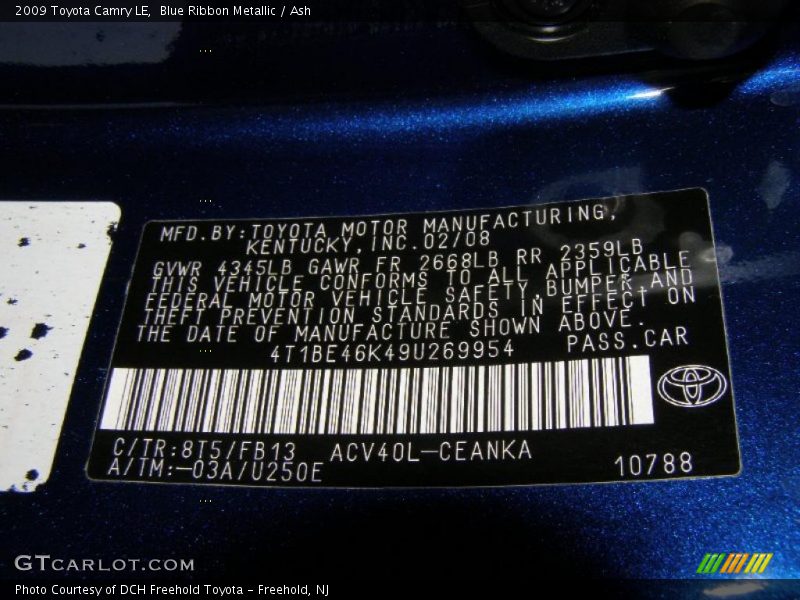 2009 Toyota Camry LE,  Blue Ribbon Metallic / Ash
MFD.BY:TOYOTA MOTOR MANUFACTURING,
KENTUCKY,INC.02/08
GVWR 4345LB GAWR FR 2668LB RR 2359LB
THIS VEHICLE CONFORMS TO ALL APPLICABLE
FEDERAL MOTOR VEHICLE SAFETY,BUMPER,AND
THEFT PREVENTION STANDARDS IN EFFECT ON
THE DATE OF MANUFACTURE SHOWN ABOVE.
4T1BE46K49U269954 PASS.CAR
C/TR:8T5/FB13 ACV40L-CEANKA
A/TM:-03A/U250E 10788
GTCARLOT.COM
Photo Courtesy of DCH Freehold Toyota - Freehold, NJ